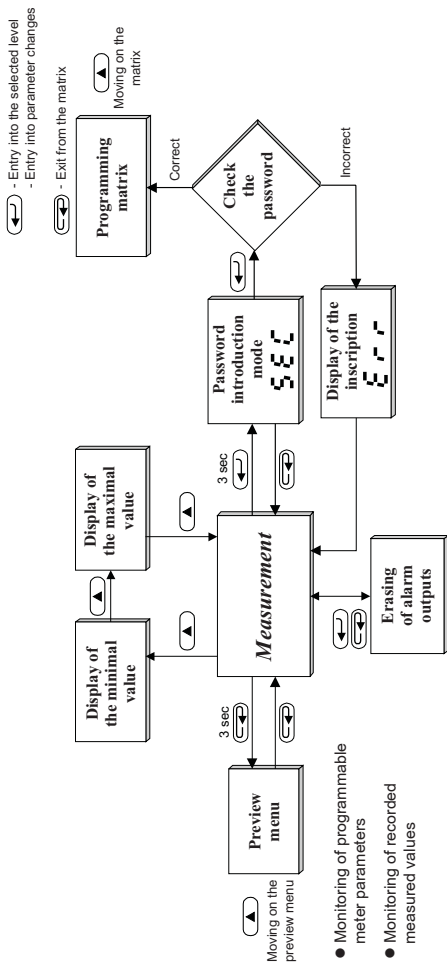 - Entry into the selected level
- Entry into parameter changes
- Exit from the matrix
Moving on the
matrix
Programming
matrix
Correct
Check
the
password
Incorrect
Password
introduction
mode
SEC
Display of the
inscription
Err
3 sec
Display of
the maximal
value
Display of
the minimal
value
Measurement
Erasing
of alarm
outputs
3 sec
Preview
menu
Moving on the
preview menu
● Monitoring of programmable
meter parameters
● Monitoring of recorded
measured values